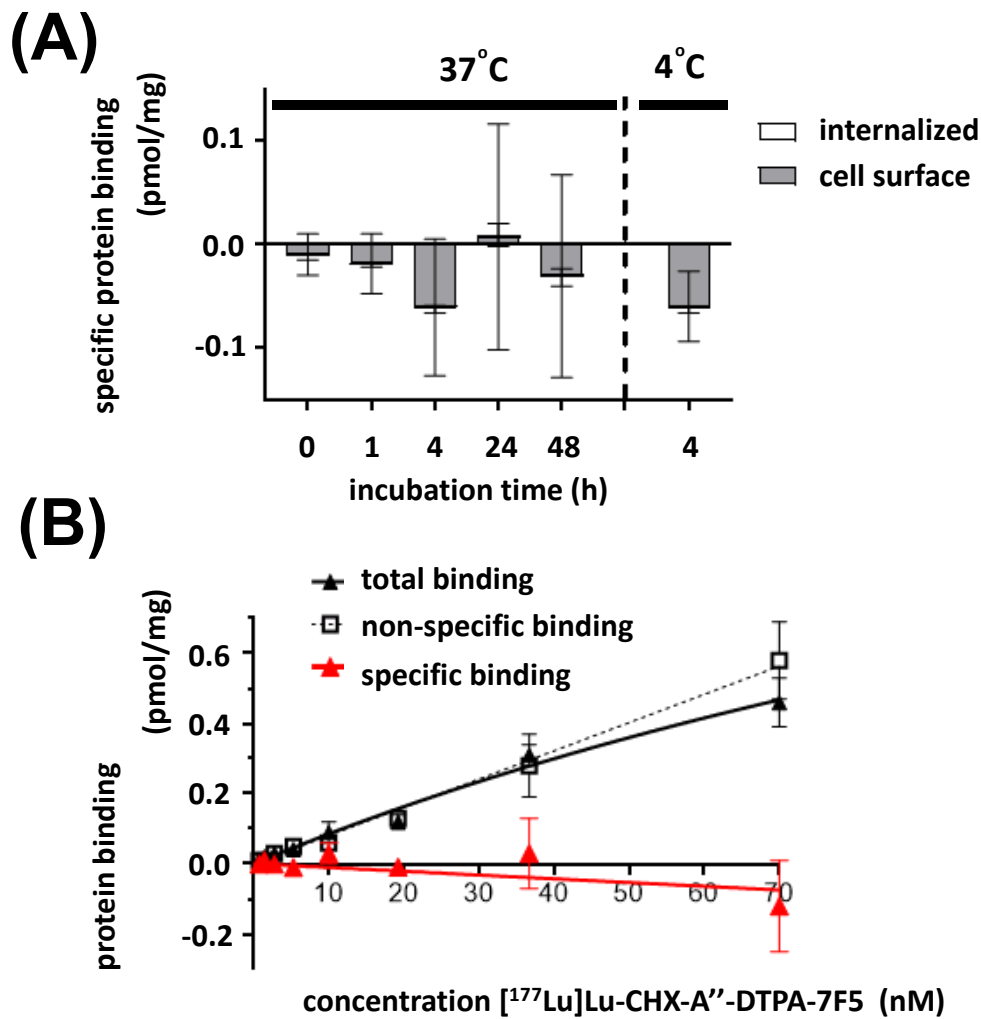 (A)
37°C
4°C
specific protein binding
(pmol/mg)
0.1
0.0
-0.1
internalized
cell surface
0 1 4 24 48 4
incubation time (h)
(B)
total binding
non-specific binding
specific binding
protein binding
(pmol/mg)
0.6
0.4
0.2
0.0
-0.2
10 20 30 40 50 60 70
concentration [¹⁷⁷Lu]Lu-CHX-A’’-DTPA-7F5 (nM)